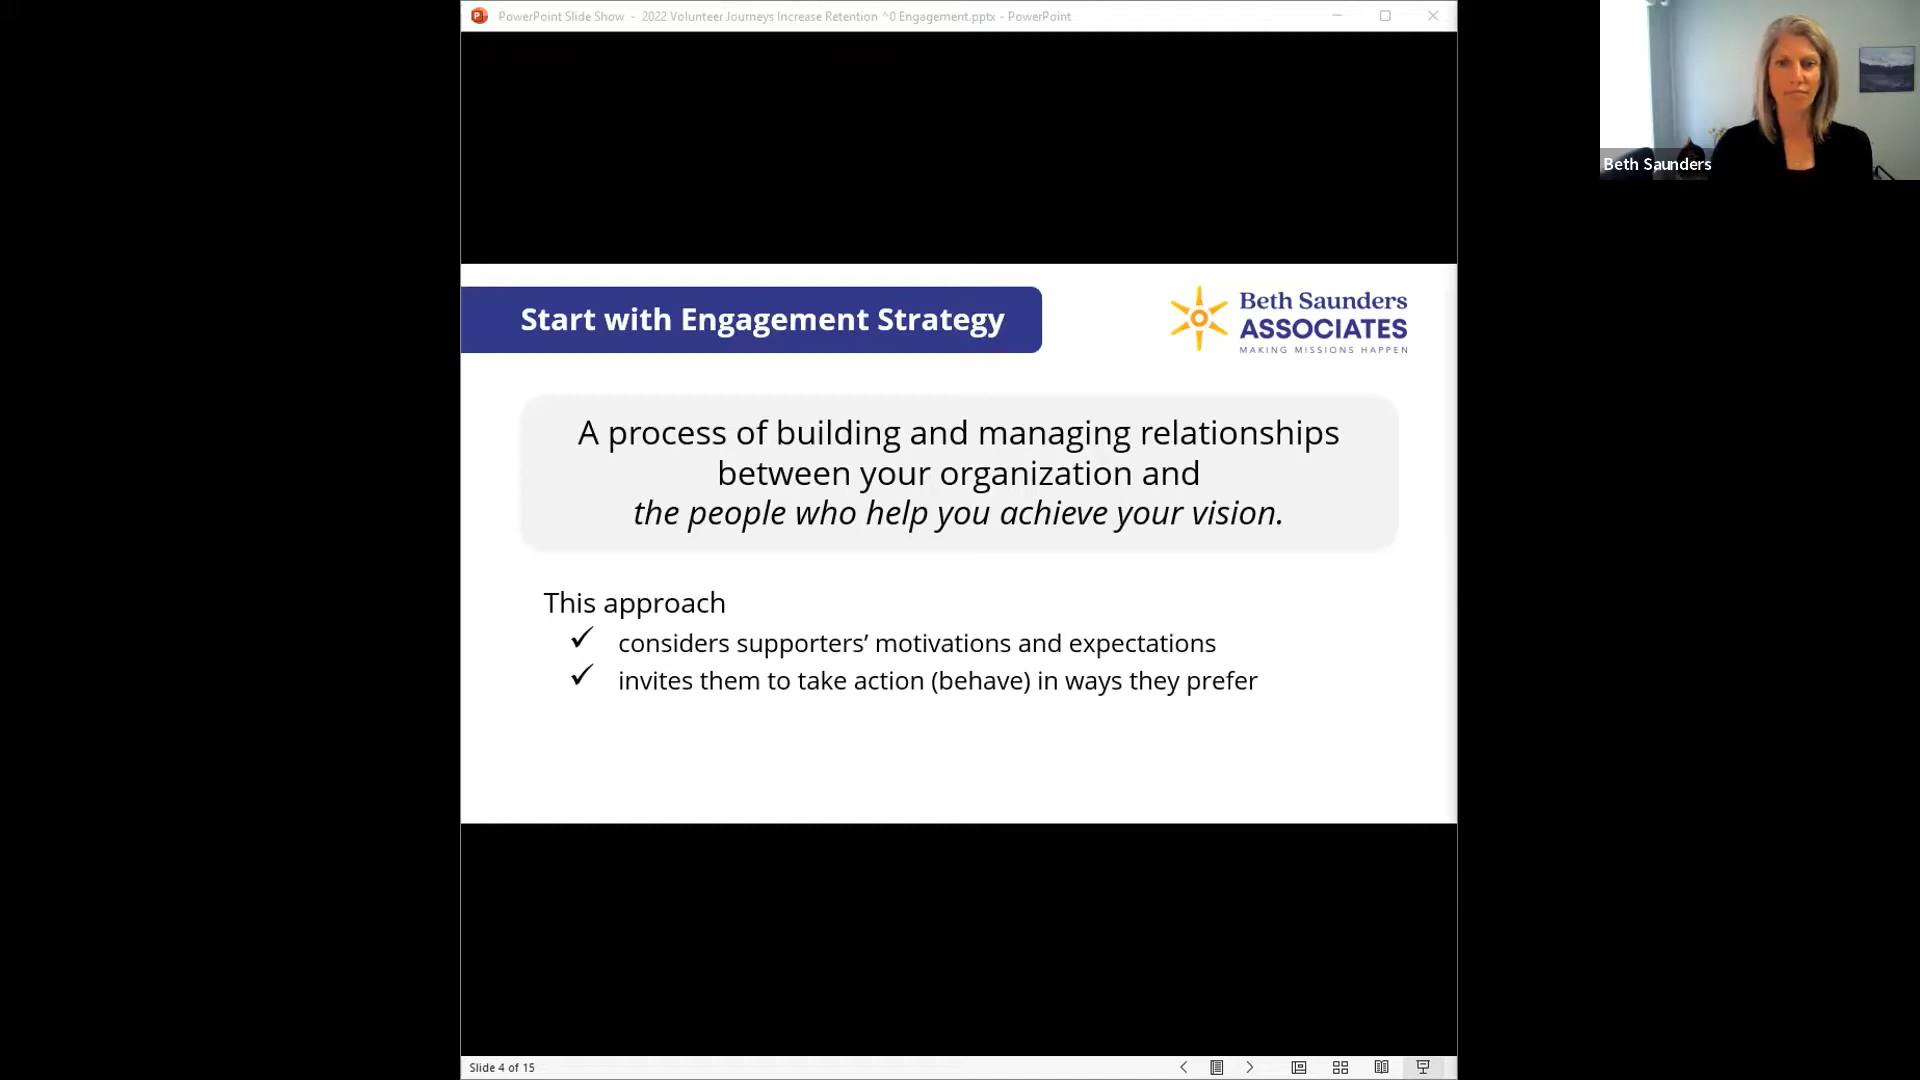 PowerPoint Slide Show - 2022 Volunteer Journeys Increase Retention ^0 Engagement.pptx - PowerPoint
Beth Saunders
Start with Engagement Strategy
Beth Saunders
ASSOCIATES
MAKING MISSIONS HAPPEN
A process of building and managing relationships
between your organization and
the people who help you achieve your vision.
This approach
✓ considers supporters’ motivations and expectations
✓ invites them to take action (behave) in ways they prefer
Slide 4 of 15